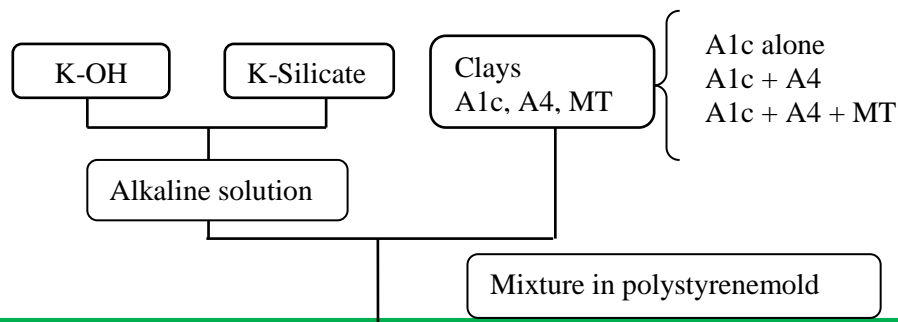 K-OH
K-Silicate
Clays
A1c, A4, MT
A1c alone
A1c + A4
A1c + A4 + MT
Alkaline solution
Mixture in polystyrenemold